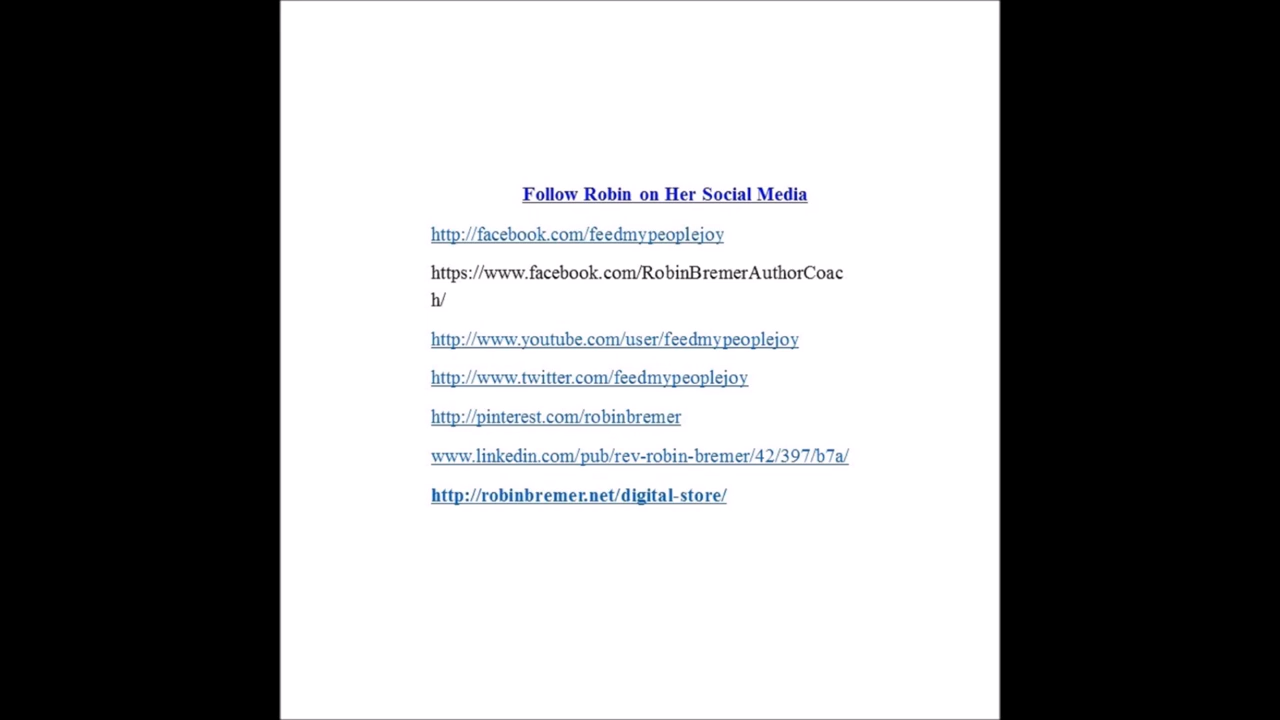 Follow Robin on Her Social Media
http://facebook.com/feedmypeoplejoy
https://www.facebook.com/RobinBremerAuthorCoac
h/
http://www.youtube.com/user/feedmypeoplejoy
http://www.twitter.com/feedmypeoplejoy
http://pinterest.com/robinbremer
www.linkedin.com/pub/rev-robin-bremer/42/397/b7a/
http://robinbremer.net/digital-store/